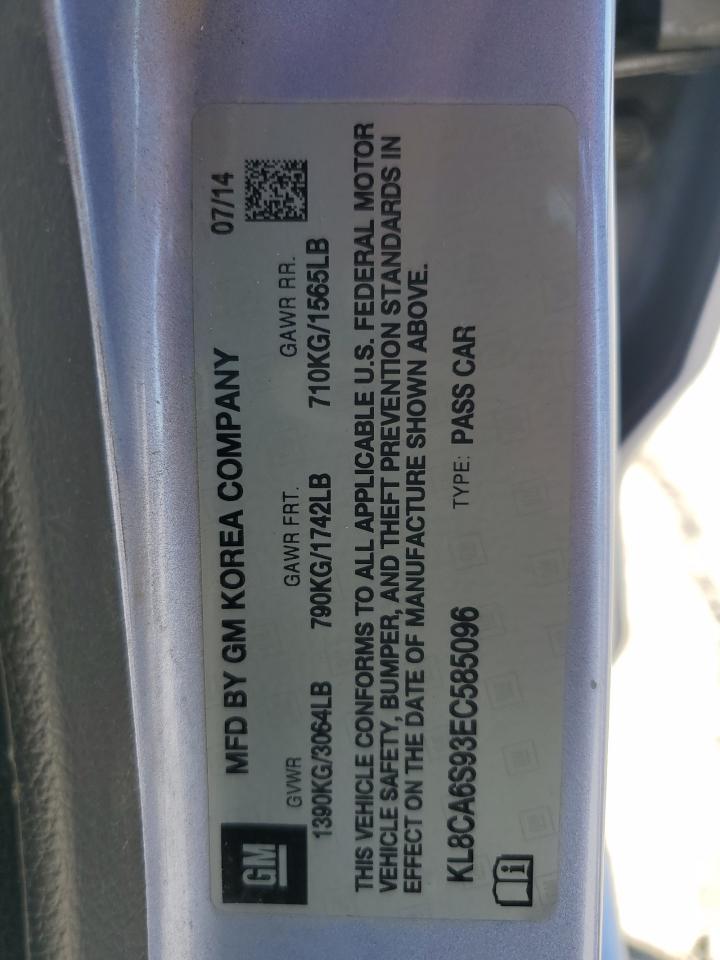 GM
MFD BY GM KOREA COMPANY 07/14
GVWR GAWR FRT. GAWR RR.
1390KG/3064LB 790KG/1742LB 710KG/1565LB
THIS VEHICLE CONFORMS TO ALL APPLICABLE U.S. FEDERAL MOTOR
VEHICLE SAFETY, BUMPER, AND THEFT PREVENTION STANDARDS IN
EFFECT ON THE DATE OF MANUFACTURE SHOWN ABOVE.
KL8CA6S93EC585096 TYPE: PASS CAR